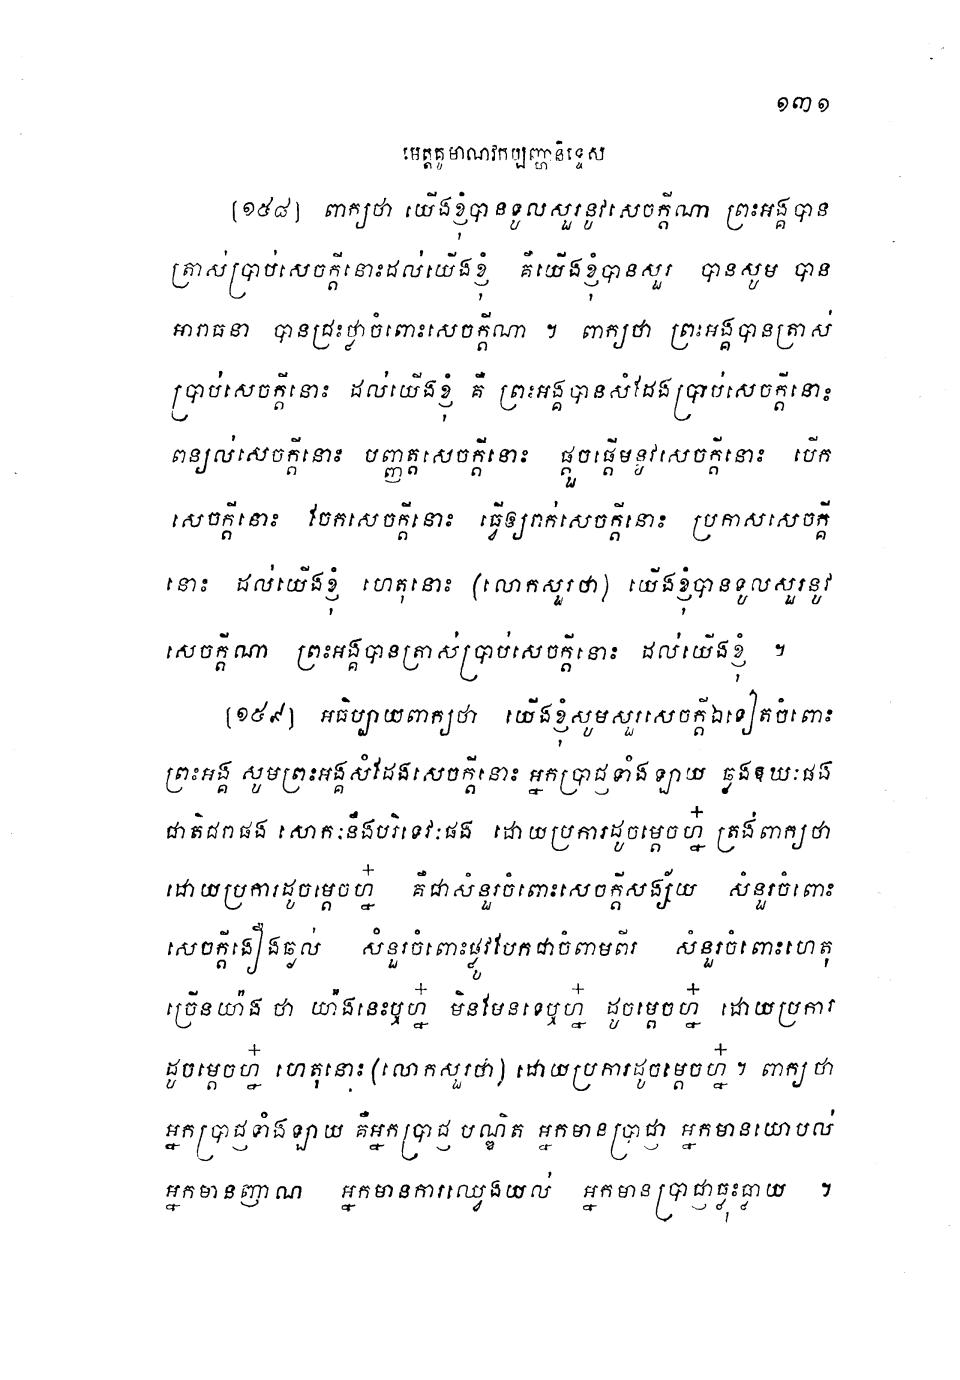 ១៣១
មេត្តគូមាណវកប្បញ្ហានិទ្ទេស
[១៥៨] ពាក្យថា យើងខ្ញុំបានទូលសួរនូវសេចក្តីណា ព្រះអង្គបាន
ត្រាស់ប្រាប់សេចក្តីនោះដល់យើងខ្ញុំ គឺយើងខ្ញុំបានសួរ បានសូម បាន
អារាធនា បានជ្រះថ្លាចំពោះសេចក្តីណា ។ ពាក្យថា ព្រះអង្គបានត្រាស់
ប្រាប់សេចក្តីនោះ ដល់យើងខ្ញុំ គឺ ព្រះអង្គបានសំដែងប្រាប់សេចក្តីនោះ
ពន្យល់សេចក្តីនោះ បញ្ញត្តសេចក្តីនោះ ផ្តួចផ្តើមនូវសេចក្តីនោះ បើក
សេចក្តីនោះ ចែកសេចក្តីនោះ ធ្វើឲ្យរាក់សេចក្តីនោះ ប្រកាសសេចក្តី
នោះ ដល់យើងខ្ញុំ ហេតុនោះ (លោកសួរថា) យើងខ្ញុំបានទូលសួរនូវ
សេចក្តីណា ព្រះអង្គបានត្រាស់ប្រាប់សេចក្តីនោះ ដល់យើងខ្ញុំ ។
[១៥៩] អធិប្បាយពាក្យថា យើងខ្ញុំសូមសួរសេចក្តីឯទៀតចំពោះ
ព្រះអង្គ សូមព្រះអង្គសំដែងសេចក្តីនោះ អ្នកប្រាជ្ញទាំងឡាយ ឆ្លងឱឃៈផង
ជាតិជរាផង សោកៈនឹងបរិទេវៈផង ដោយប្រការដូចម្តេចហ្ន៎ ត្រង់ពាក្យថា
ដោយប្រការដូចម្តេចហ្ន៎ គឺជាសំនួរចំពោះសេចក្តីសង្ស័យ សំនួរចំពោះ
សេចក្តីងឿងឆ្ងល់ សំនួរចំពោះផ្លូវបែកជាចំពាមពីរ សំនួរចំពោះហេតុ
ច្រើនយ៉ាង ថា យ៉ាងនេះឬហ្ន៎ មិនមែនទេឬហ្ន៎ ដូចម្តេចហ្ន៎ ដោយប្រការ
ដូចម្តេចហ្ន៎ ហេតុនោះ (លោកសួរថា) ដោយប្រការដូចម្តេចហ្ន៎ ។ ពាក្យថា
អ្នកប្រាជ្ញទាំងឡាយ គឺអ្នកប្រាជ្ញ បណ្ឌិត អ្នកមានប្រាជ្ញា អ្នកមានយោបល់
អ្នកមានញាណ អ្នកមានការឈ្វេងយល់ អ្នកមានប្រាជ្ញាធ្លុះធ្លាយ ។